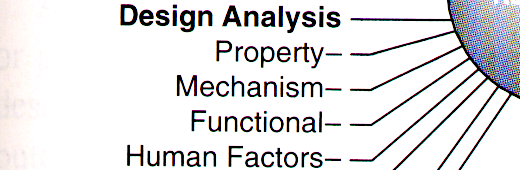 Design Analysis
Property–
Mechanism–
Functional–
Human Factors–